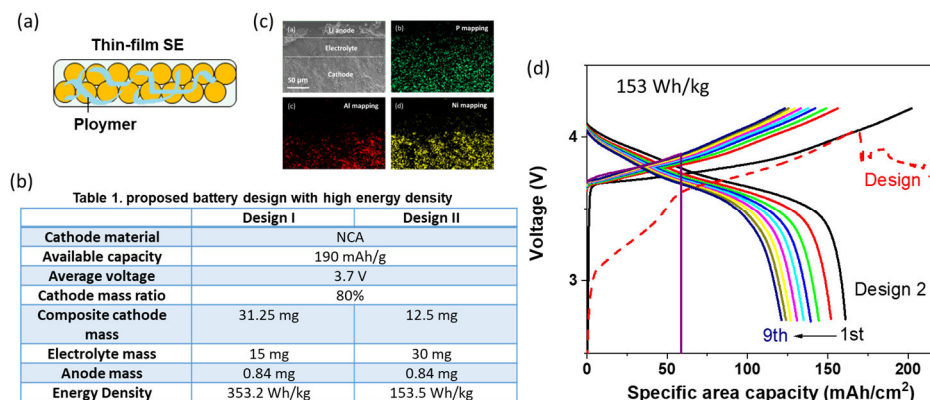 (a)
Thin-film SE
Ploymer
(c)
(a)
Li anode
Electrolyte
Cathode
50 μm
(b)
P mapping
(c)
Al mapping
(d)
Ni mapping
(b)
Table 1. proposed battery design with high energy density
Design I Design II
Cathode material NCA
Available capacity 190 mAh/g
Average voltage 3.7 V
Cathode mass ratio 80%
Composite cathode mass 31.25 mg 12.5 mg
Electrolyte mass 15 mg 30 mg
Anode mass 0.84 mg 0.84 mg
Energy Density 353.2 Wh/kg 153.5 Wh/kg
(d)
153 Wh/kg
4
3
Voltage (V)
Design 1
Design 2
9th 1st
0 50 100 150 200
Specific area capacity (mAh/cm²)